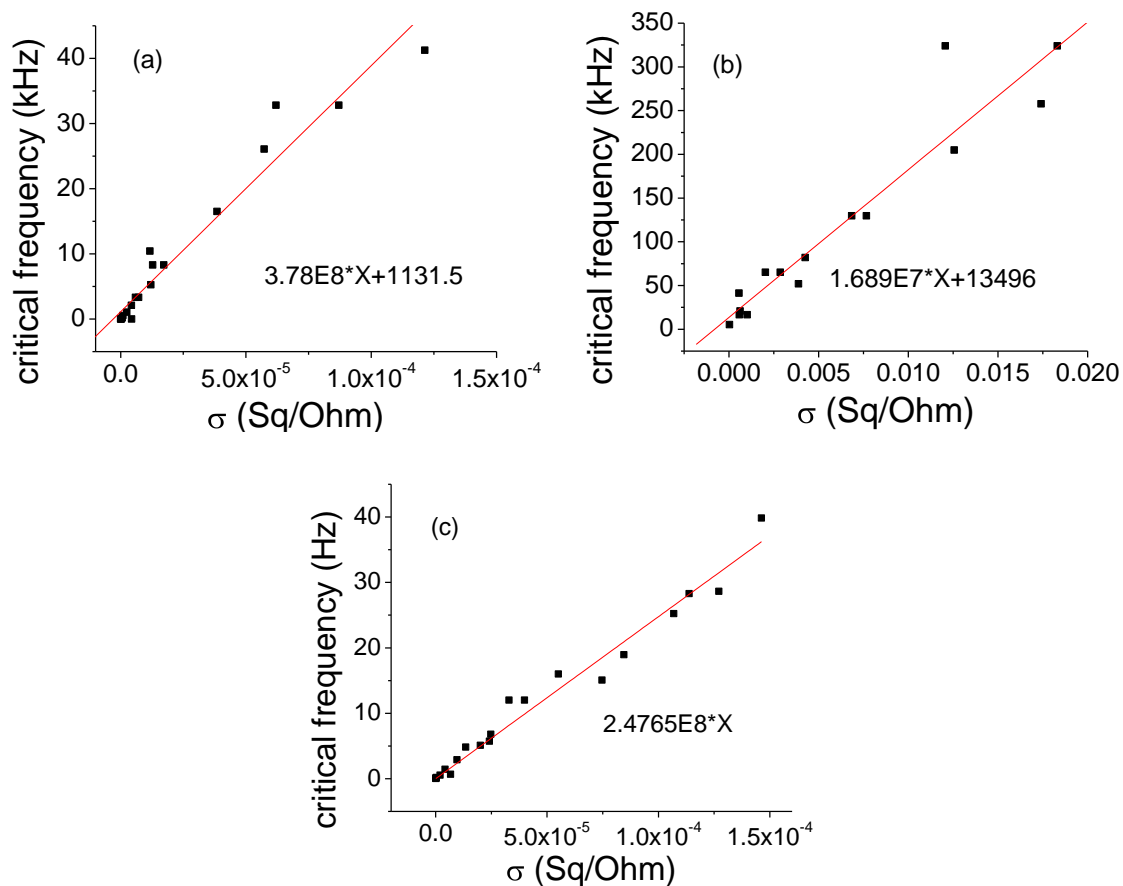 (a)
critical frequency (kHz)
40
30
20
10
0
3.78E8*X+1131.5
0.0 5.0x10⁻⁵ 1.0x10⁻⁴ 1.5x10⁻⁴
σ (Sq/Ohm)
(b)
critical frequency (kHz)
350
300
250
200
150
100
50
0
1.689E7*X+13496
0.000 0.005 0.010 0.015 0.020
σ (Sq/Ohm)
(c)
critical frequency (Hz)
40
30
20
10
0
2.4765E8*X
0.0 5.0x10⁻⁵ 1.0x10⁻⁴ 1.5x10⁻⁴
σ (Sq/Ohm)